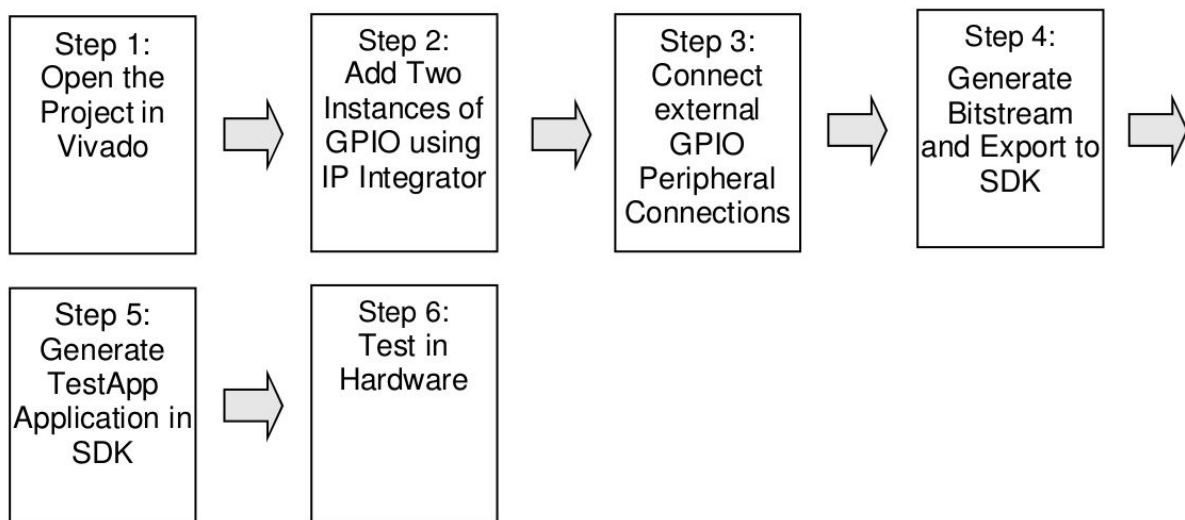 Step 1:
Open the
Project in
Vivado
Step 2:
Add Two
Instances of
GPIO using
IP Integrator
Step 3:
Connect
external
GPIO
Peripheral
Connections
Step 4:
Generate
Bitstream
and Export to
SDK
Step 5:
Generate
TestApp
Application in
SDK
Step 6:
Test in
Hardware